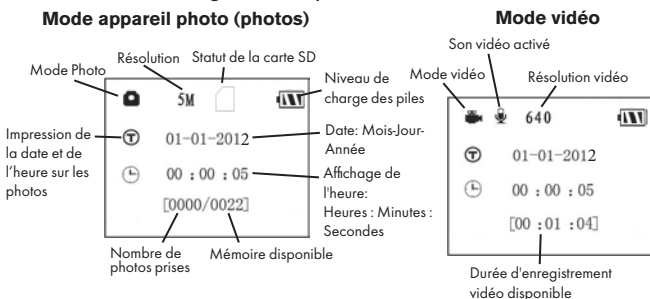 Mode appareil photo (photos)
Mode vidéo
Mode Photo
Résolution
Statut de la carte SD
5M
Niveau de
charge des piles
Impression de
la date et de
l'heure sur les
photos
T
01-01-2012
Date: Mois-Jour-
Année
00 : 00 : 05
Affichage de
l'heure:
Heures : Minutes :
Secondes
[0000/0022]
Nombre de
photos prises
Mémoire disponible
Son vidéo activé
Mode vidéo
Résolution vidéo
640
T
01-01-2012
00 : 00 : 05
[00 :01 :04]
Durée d'enregistrement
vidéo disponible